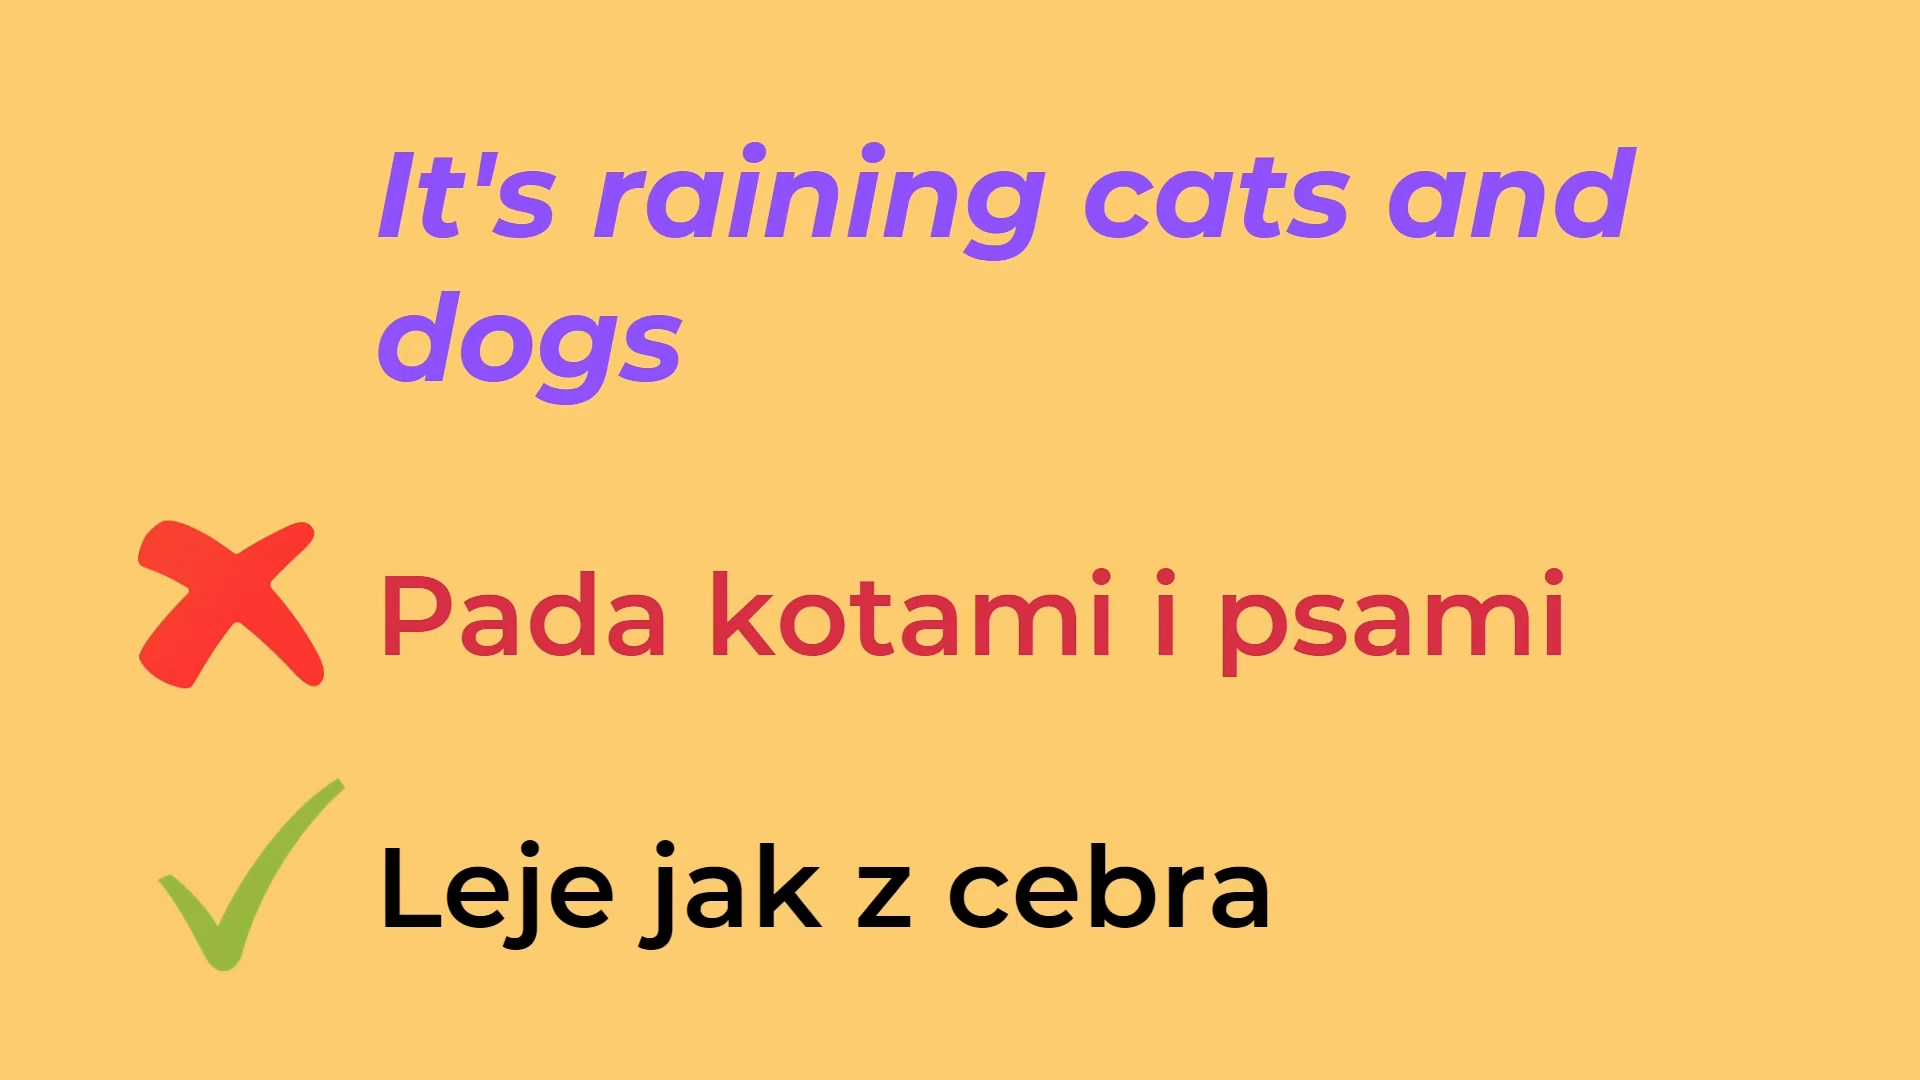 It's raining cats and
dogs
Pada kotami i psami
Leje jak z cebra